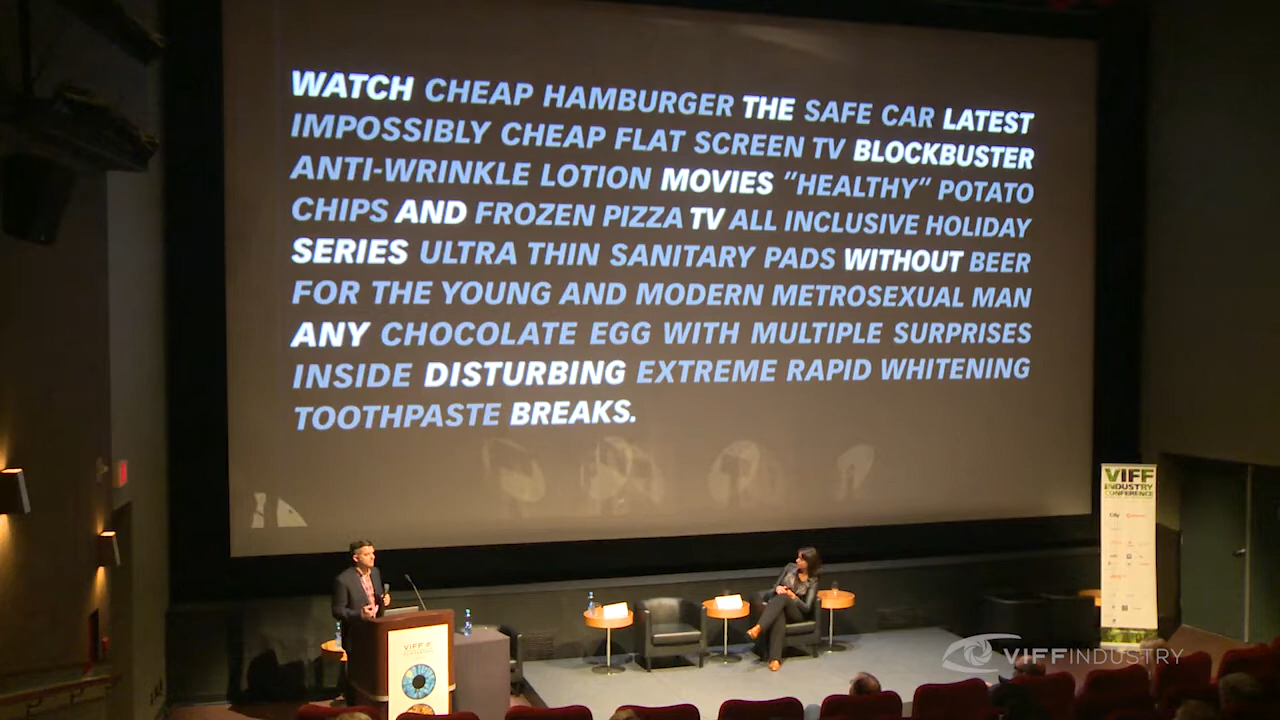 WATCH CHEAP HAMBURGER THE SAFE CAR LATEST
IMPOSSIBLY CHEAP FLAT SCREEN TV BLOCKBUSTER
ANTI-WRINKLE LOTION MOVIES "HEALTHY" POTATO
CHIPS AND FROZEN PIZZA TV ALL INCLUSIVE HOLIDAY
SERIES ULTRA THIN SANITARY PADS WITHOUT BEER
FOR THE YOUNG AND MODERN METROSEXUAL MAN
ANY CHOCOLATE EGG WITH MULTIPLE SURPRISES
INSIDE DISTURBING EXTREME RAPID WHITENING
TOOTHPASTE BREAKS.
VIFF
INDUSTRY
CONFERENCE
VIFF
VIFFINDUSTRY